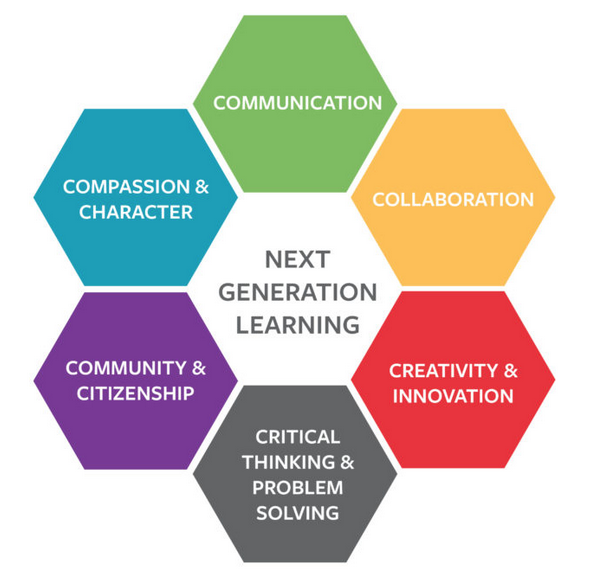 COMMUNICATION
COLLABORATION
CREATIVITY &
INNOVATION
CRITICAL
THINKING &
PROBLEM
SOLVING
COMMUNITY &
CITIZENSHIP
COMPASSION &
CHARACTER
NEXT
GENERATION
LEARNING